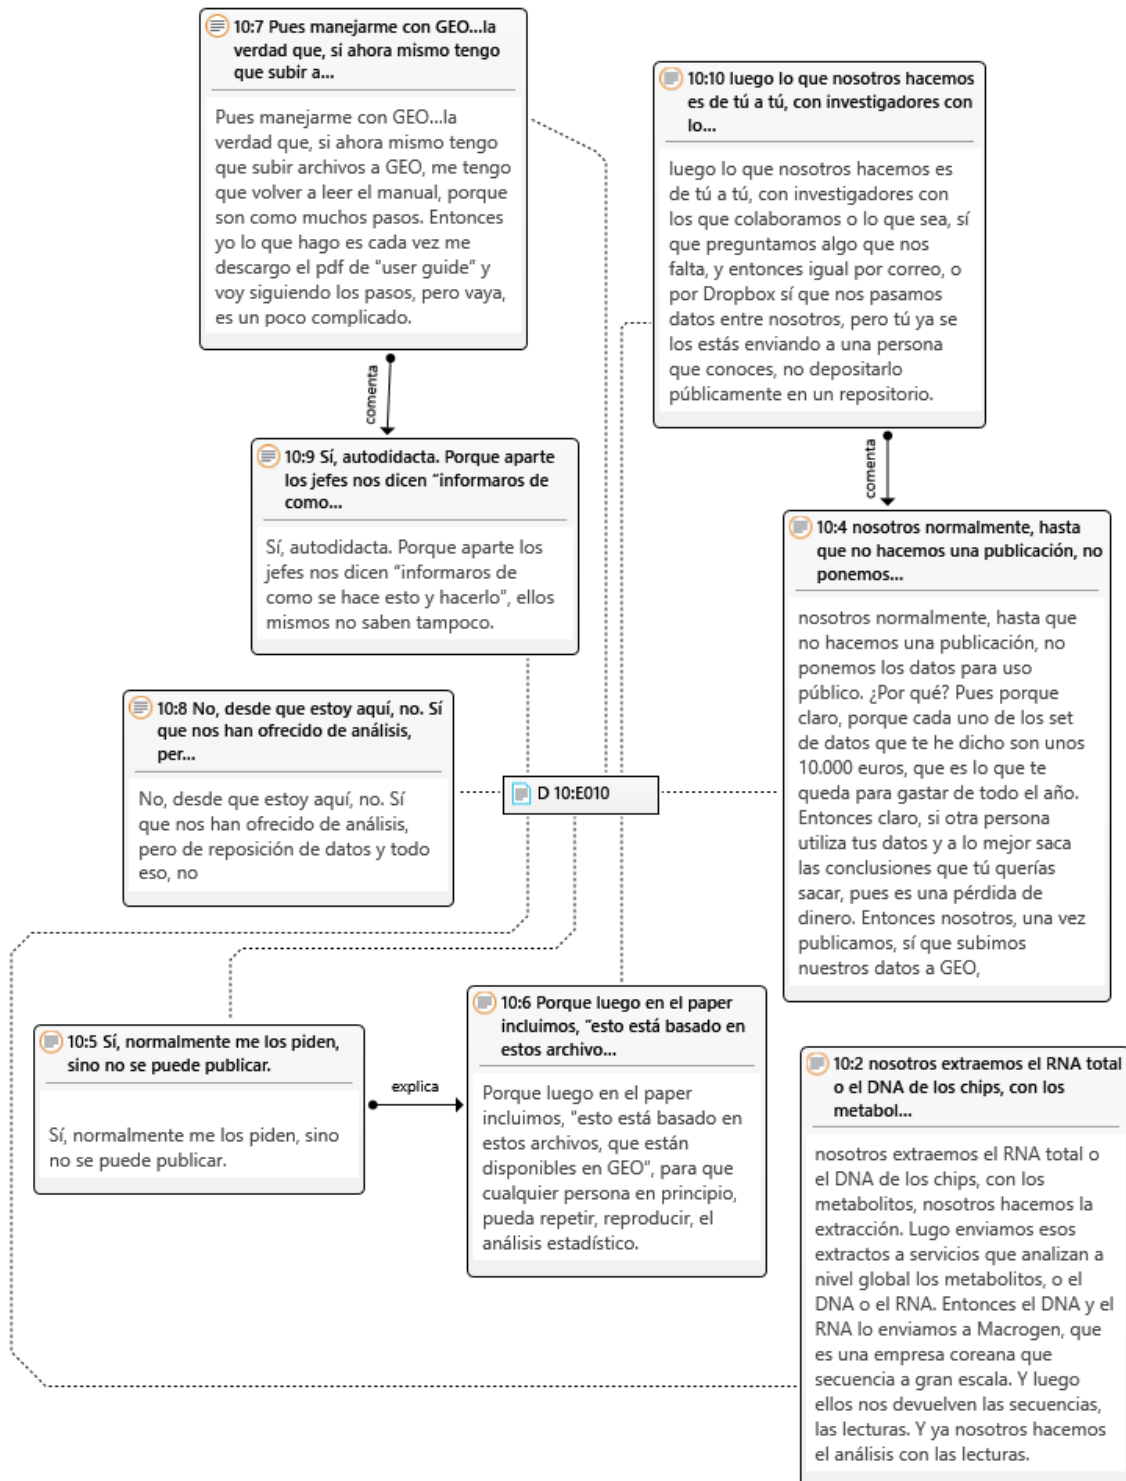 10:7 Pues manejarme con GEO...la
verdad que, si ahora mismo tengo
que subir a...
Pues manejarme con GEO...la
verdad que, si ahora mismo tengo
que subir archivos a GEO, me tengo
que volver a leer el manual, porque
son como muchos pasos. Entonces
yo lo que hago es cada vez me
descargo el pdf de “user guide” y
voy siguiendo los pasos, pero vaya,
es un poco complicado.
10:10 luego lo que nosotros hacemos
es de tú a tú, con investigadores con
lo...
luego lo que nosotros hacemos es
de tú a tú, con investigadores con
los que colaboramos o lo que sea, sí
que preguntamos algo que nos
falta, y entonces igual por correo, o
por Dropbox sí que nos pasamos
datos entre nosotros, pero tú ya se
los estás enviando a una persona
que conoces, no depositarlo
públicamente en un repositorio.
comenta
comenta
10:9 Sí, autodidacta. Porque aparte
los jefes nos dicen “informaros de
como...
Sí, autodidacta. Porque aparte los
jefes nos dicen “informaros de
como se hace esto y hacerlo”, ellos
mismos no saben tampoco.
10:4 nosotros normalmente, hasta
que no hacemos una publicación, no
ponemos...
nosotros normalmente, hasta que
no hacemos una publicación, no
ponemos los datos para uso
público. ¿Por qué? Pues porque
claro, porque cada uno de los set
de datos que te he dicho son unos
10.000 euros, que es lo que te
queda para gastar de todo el año.
Entonces claro, si otra persona
utiliza tus datos y a lo mejor saca
las conclusiones que tú querías
sacar, pues es una pérdida de
dinero. Entonces nosotros, una vez
publicamos, sí que subimos
nuestros datos a GEO,
10:8 No, desde que estoy aquí, no. Sí
que nos han ofrecido de análisis,
per...
No, desde que estoy aquí, no. Sí
que nos han ofrecido de análisis,
pero de reposición de datos y todo
eso, no
D 10:E010
10:5 Sí, normalmente me los piden,
sino no se puede publicar.
Sí, normalmente me los piden, sino
no se puede publicar.
explica
10:6 Porque luego en el paper
incluimos, “esto está basado en
estos archivo...
Porque luego en el paper
incluimos, “esto está basado en
estos archivos, que están
disponibles en GEO”, para que
cualquier persona en principio,
pueda repetir, reproducir, el
análisis estadístico.
10:2 nosotros extraemos el RNA total
o el DNA de los chips, con los
metabol...
nosotros extraemos el RNA total o
el DNA de los chips, con los
metabolitos, nosotros hacemos la
extracción. Lugo enviamos esos
extractos a servicios que analizan a
nivel global los metabolitos, o el
DNA o el RNA. Entonces el DNA y el
RNA lo enviamos a Macrogen, que
es una empresa coreana que
secuencia a gran escala. Y luego
ellos nos devuelven las secuencias,
las lecturas. Y ya nosotros hacemos
el análisis con las lecturas.